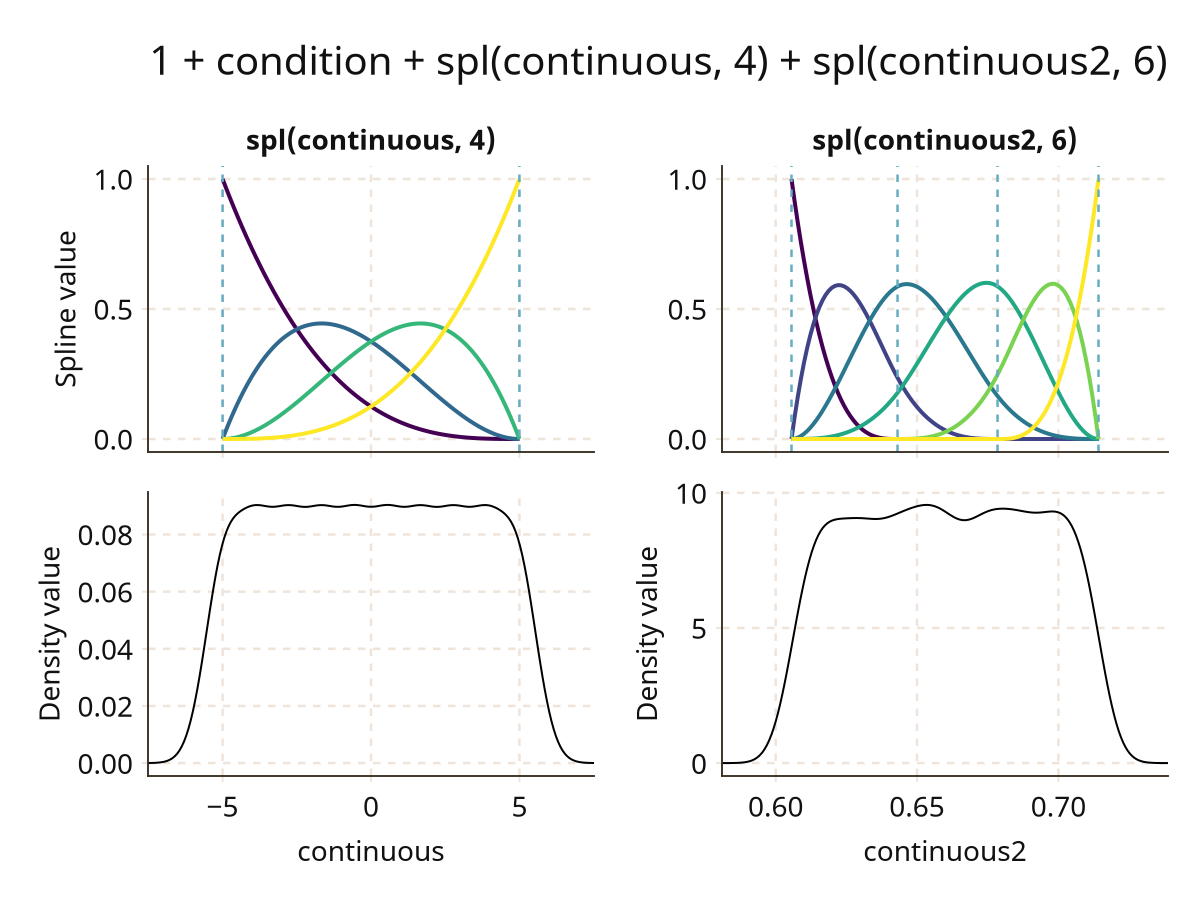 1 + condition + spl(continuous, 4) + spl(continuous2, 6)
spl(continuous, 4)
spl(continuous2, 6)
Spline value
1.0
0.5
0.0
1.0
0.5
0.0
Density value
0.08
0.06
0.04
0.02
0.00
−5
0
5
continuous
Density value
10
5
0
0.60
0.65
0.70
continuous2